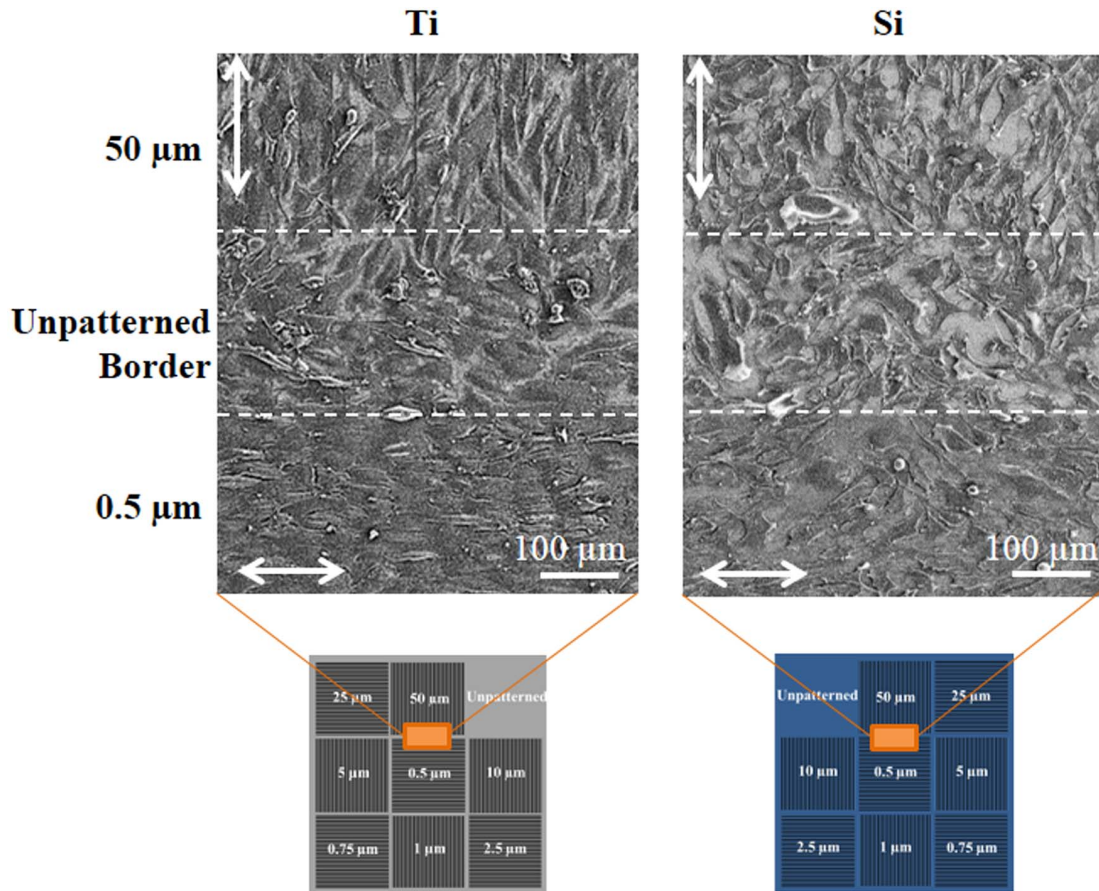 Ti
Si
50 µm
Unpatterned
Border
0.5 µm
100 µm
100 µm
25 µm
50 µm
Unpatterned
5 µm
0.5 µm
10 µm
0.75 µm
1 µm
2.5 µm
Unpatterned
50 µm
25 µm
10 µm
0.5 µm
5 µm
2.5 µm
1 µm
0.75 µm